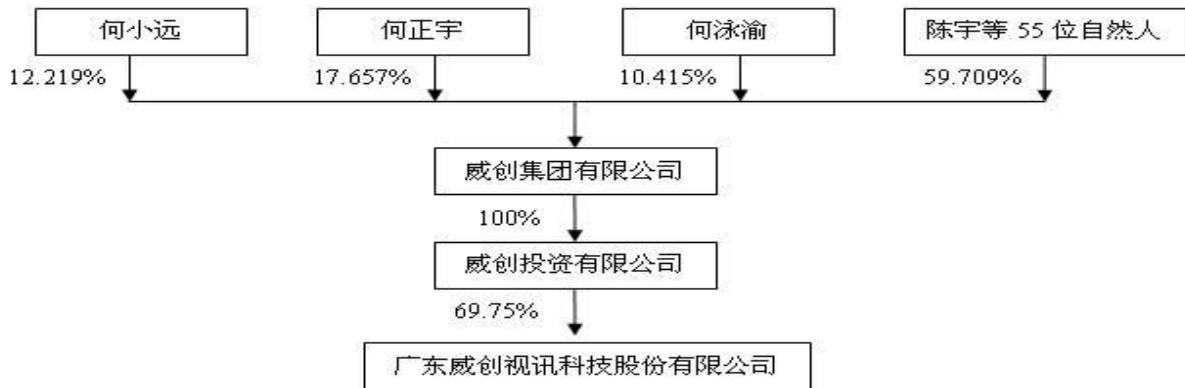 何小远
何正宇
何泳渝
陈宇等 55 位自然人
12.219%
17.657%
10.415%
59.709%
威创集团有限公司
100%
威创投资有限公司
69.75%
广东威创视讯科技股份有限公司